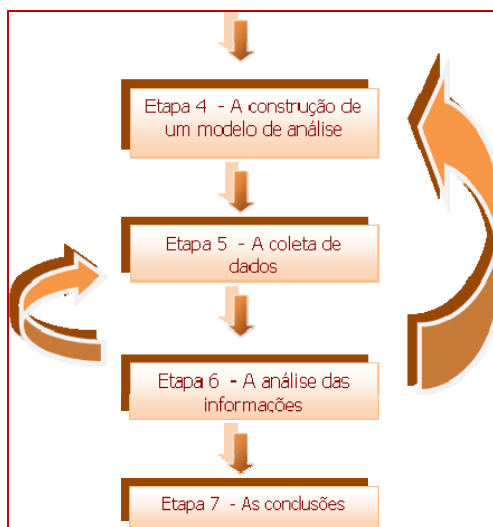 Etapa 4 - A construção de
um modelo de análise
Etapa 5 - A coleta de
dados
Etapa 6 - A análise das
informações
Etapa 7 - As conclusões